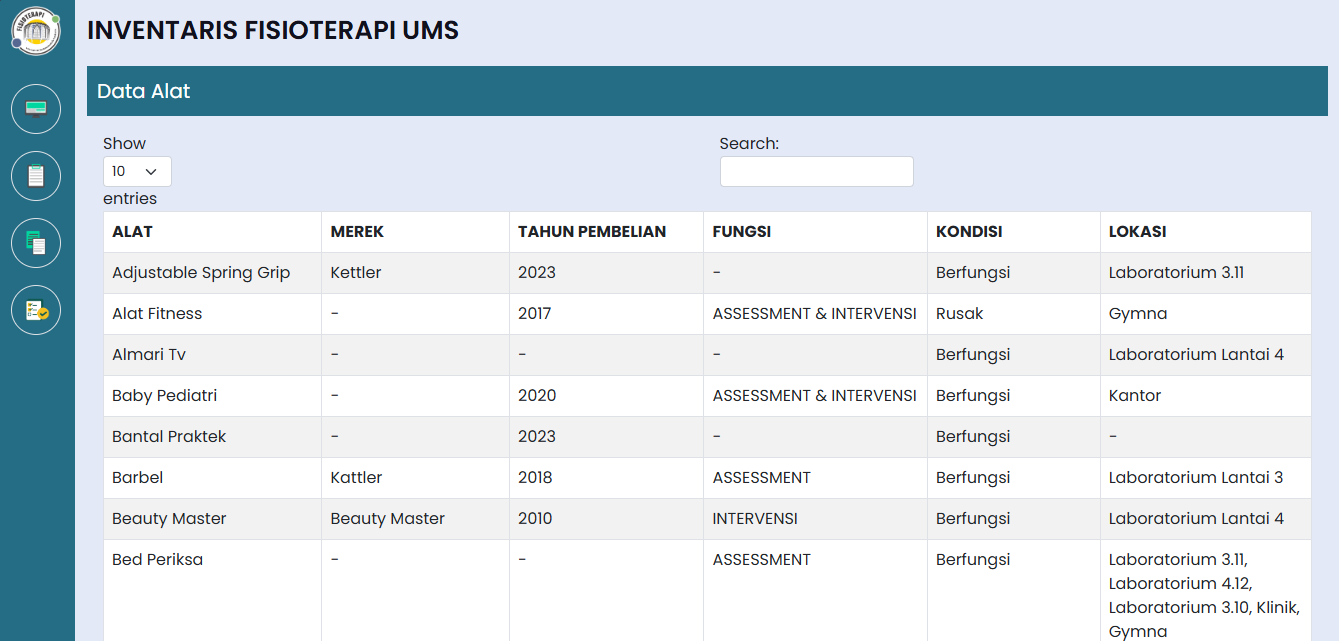 FISIOTERAPI
INVENTARIS FISIOTERAPI UMS
Data Alat
Show
Search:
10
entries
ALAT MEREK TAHUN PEMBELIAN FUNGSI KONDISI LOKASI
Adjustable Spring Grip Kettler 2023 - Berfungsi Laboratorium 3.11
Alat Fitness - 2017 ASSESSMENT & INTERVENSI Rusak Gymna
Almari Tv - - - Berfungsi Laboratorium Lantai 4
Baby Pediatri - 2020 ASSESSMENT & INTERVENSI Berfungsi Kantor
Bantal Praktek - 2023 - Berfungsi -
Barbel Kattler 2018 ASSESSMENT Berfungsi Laboratorium Lantai 3
Beauty Master Beauty Master 2010 INTERVENSI Berfungsi Laboratorium Lantai 4
Bed Periksa - - ASSESSMENT Berfungsi Laboratorium 3.11,
Laboratorium 4.12,
Laboratorium 3.10, Klinik,
Gymna